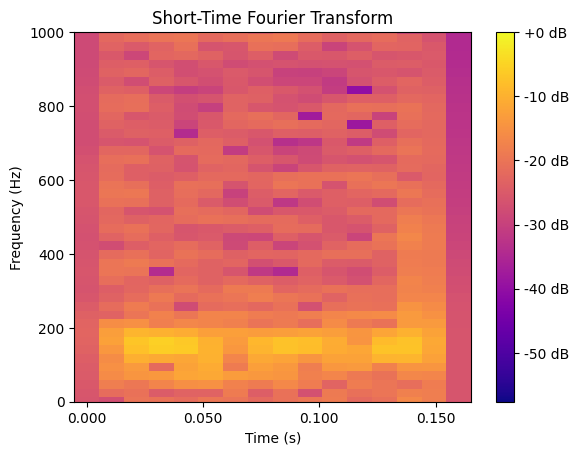 Short-Time Fourier Transform
1000
800
600
400
200
0
Frequency (Hz)
0.000
0.050
0.100
0.150
Time (s)
+0 dB
-10 dB
-20 dB
-30 dB
-40 dB
-50 dB